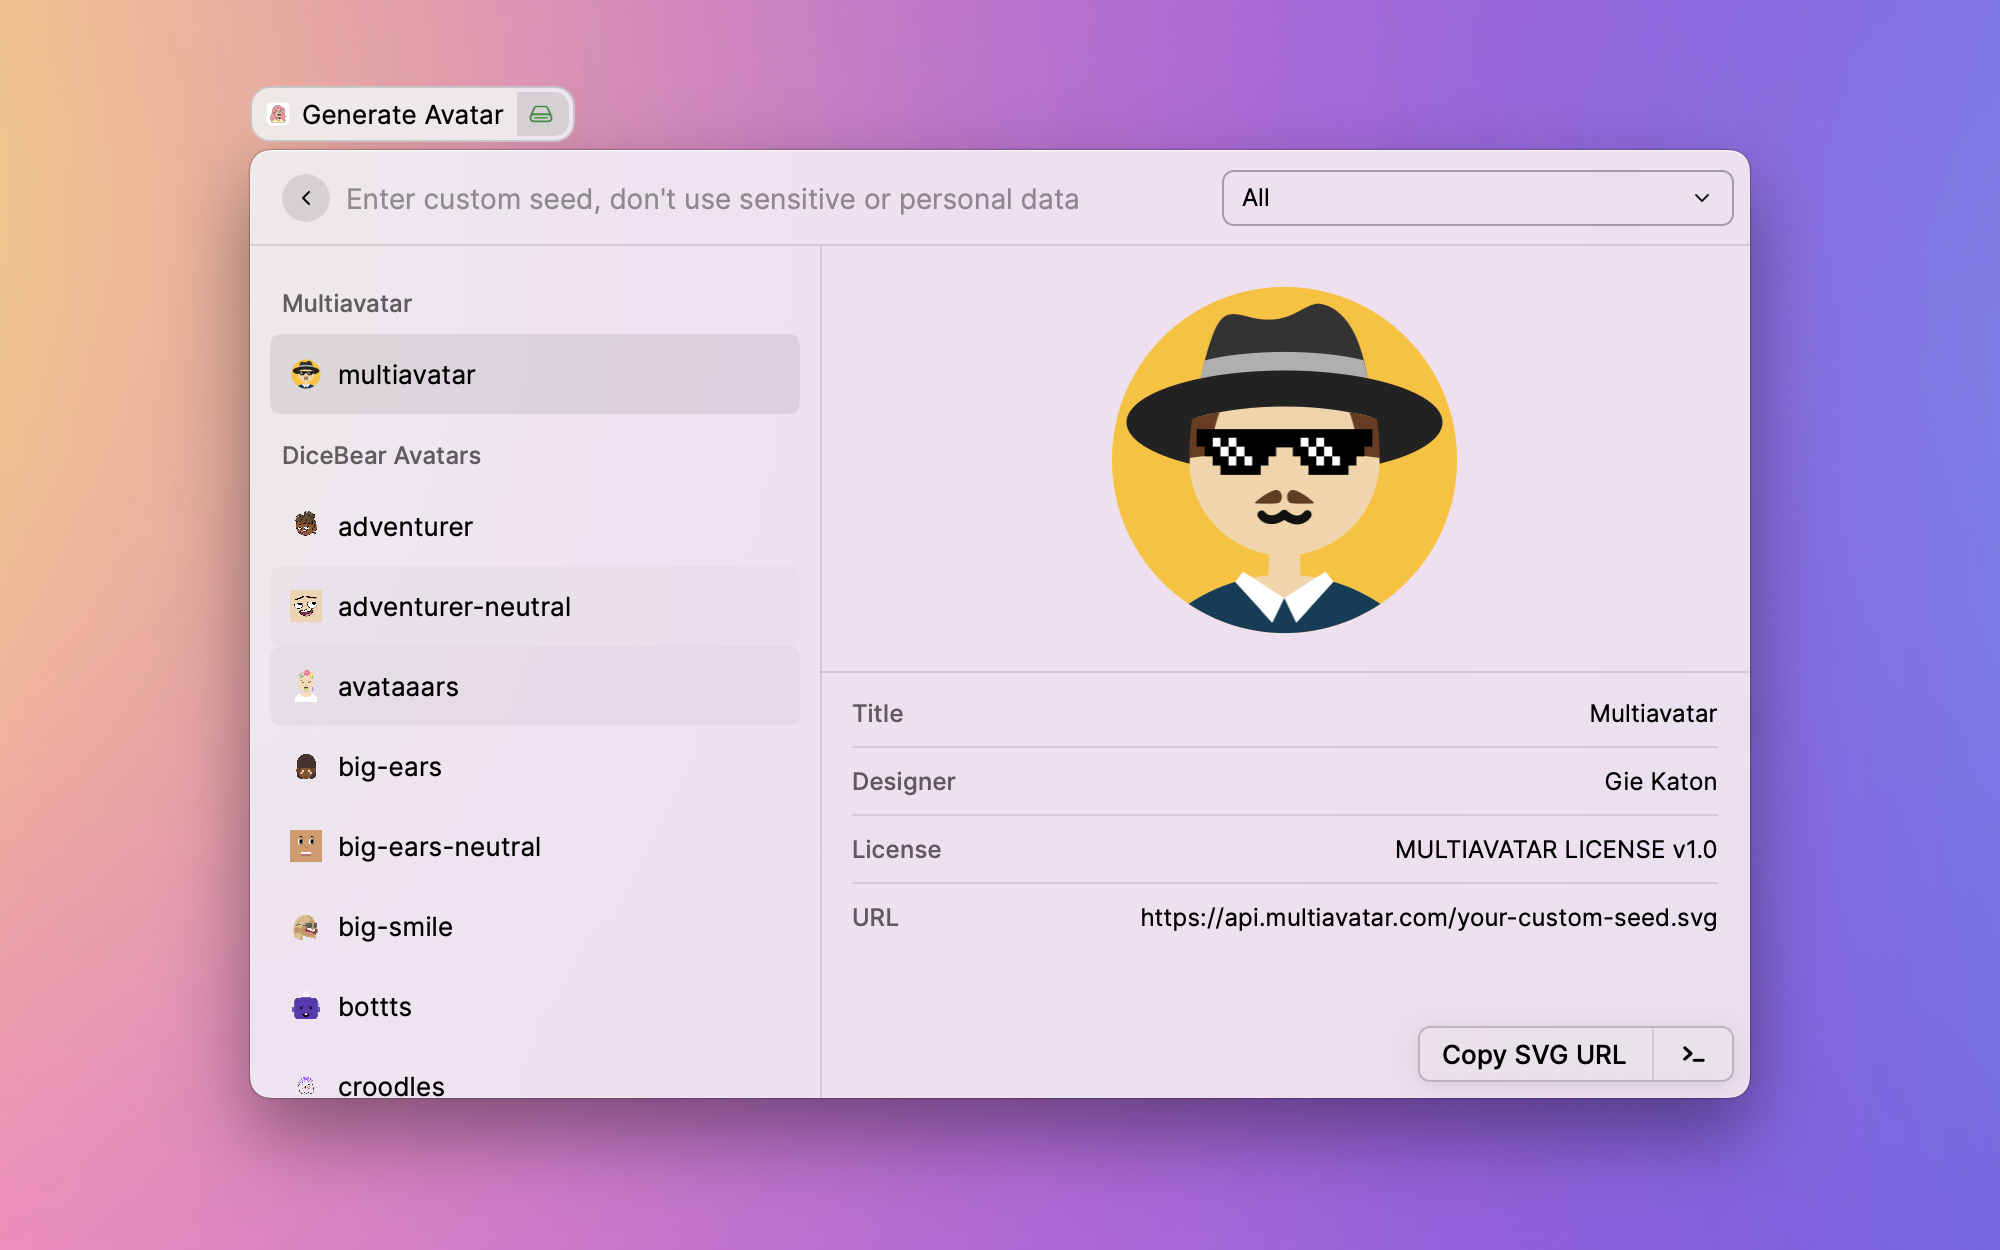 Generate Avatar
Enter custom seed, don't use sensitive or personal data
All
Multiavatar
multiavatar
DiceBear Avatars
adventurer
adventurer-neutral
avataaars
big-ears
big-ears-neutral
big-smile
bottts
croodles
Title
Multiavatar
Designer
Gie Katon
License
MULTIAVATAR LICENSE v1.0
URL
https://api.multiavatar.com/your-custom-seed.svg
Copy SVG URL